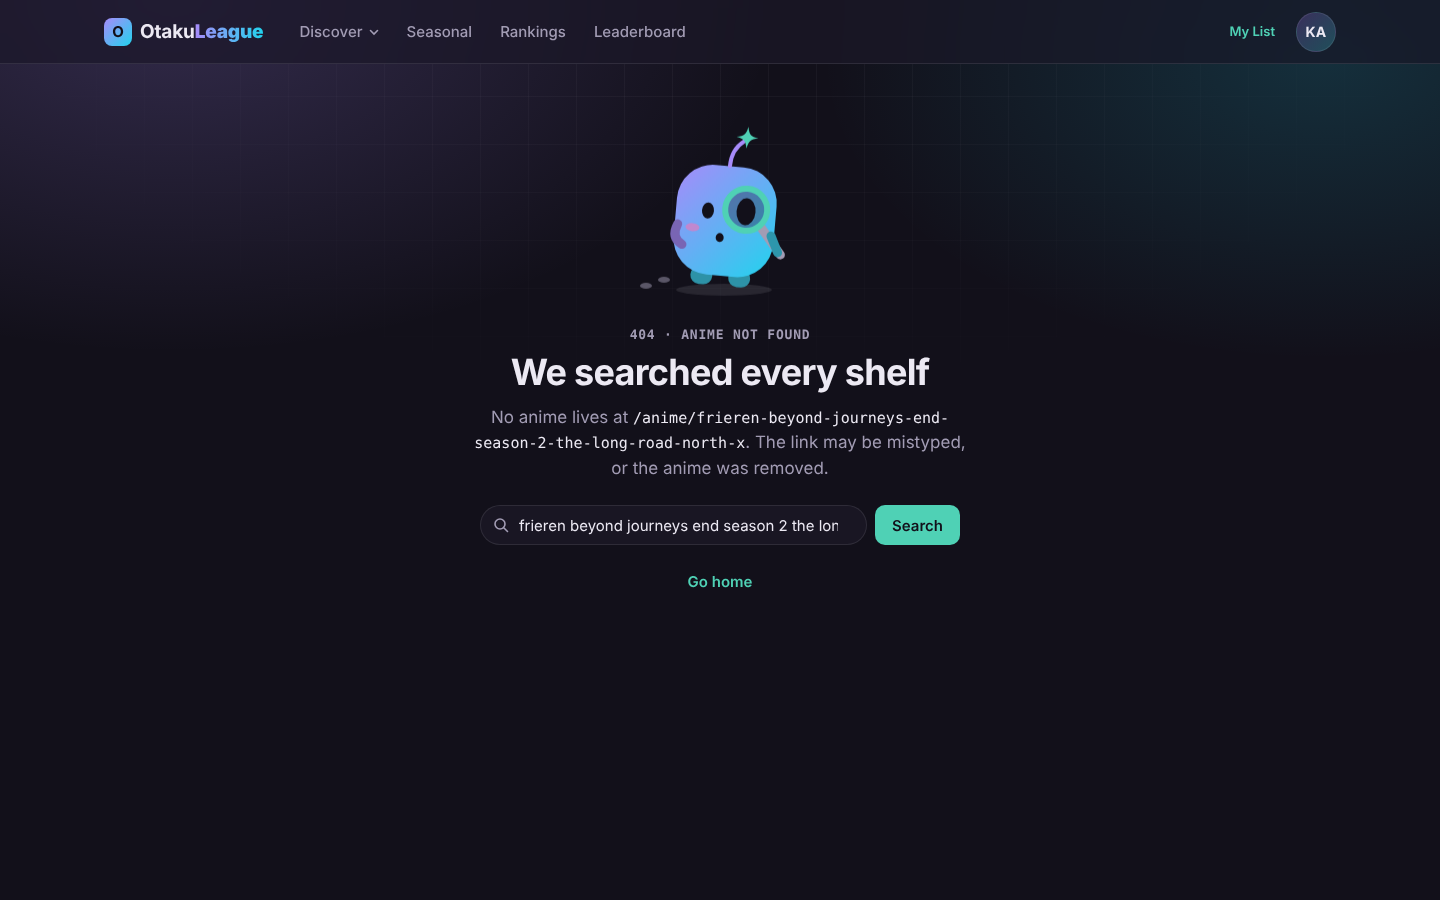 O OtakuLeague Discover Seasonal Rankings Leaderboard My List KA
404 · ANIME NOT FOUND
We searched every shelf
No anime lives at /anime/frieren-beyond-journeys-end-
season-2-the-long-road-north-x. The link may be mistyped,
or the anime was removed.
frieren beyond journeys end season 2 the lon Search
Go home